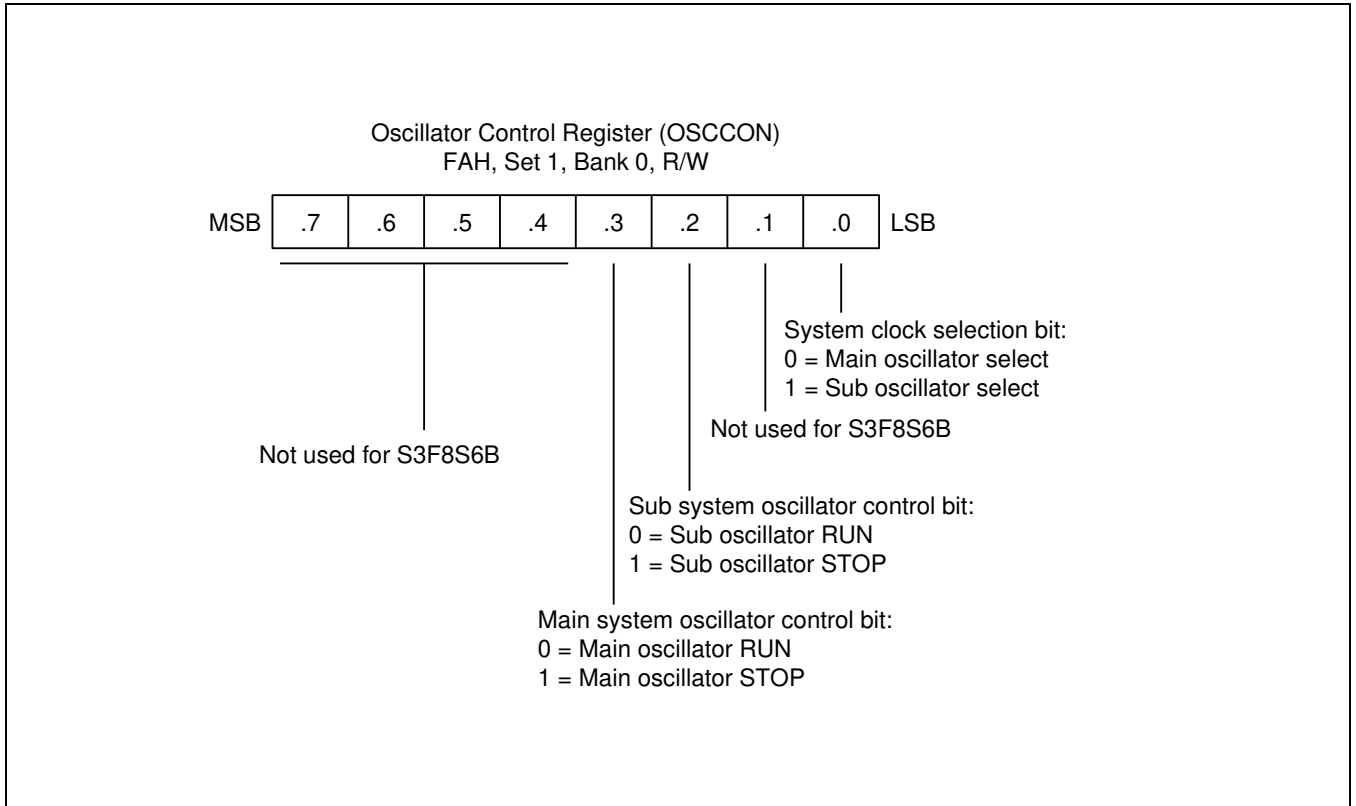 Oscillator Control Register (OSCCON)
FAH, Set 1, Bank 0, R/W
MSB .7 .6 .5 .4 .3 .2 .1 .0 LSB
System clock selection bit:
0 = Main oscillator select
1 = Sub oscillator select
Not used for S3F8S6B
Not used for S3F8S6B
Sub system oscillator control bit:
0 = Sub oscillator RUN
1 = Sub oscillator STOP
Main system oscillator control bit:
0 = Main oscillator RUN
1 = Main oscillator STOP